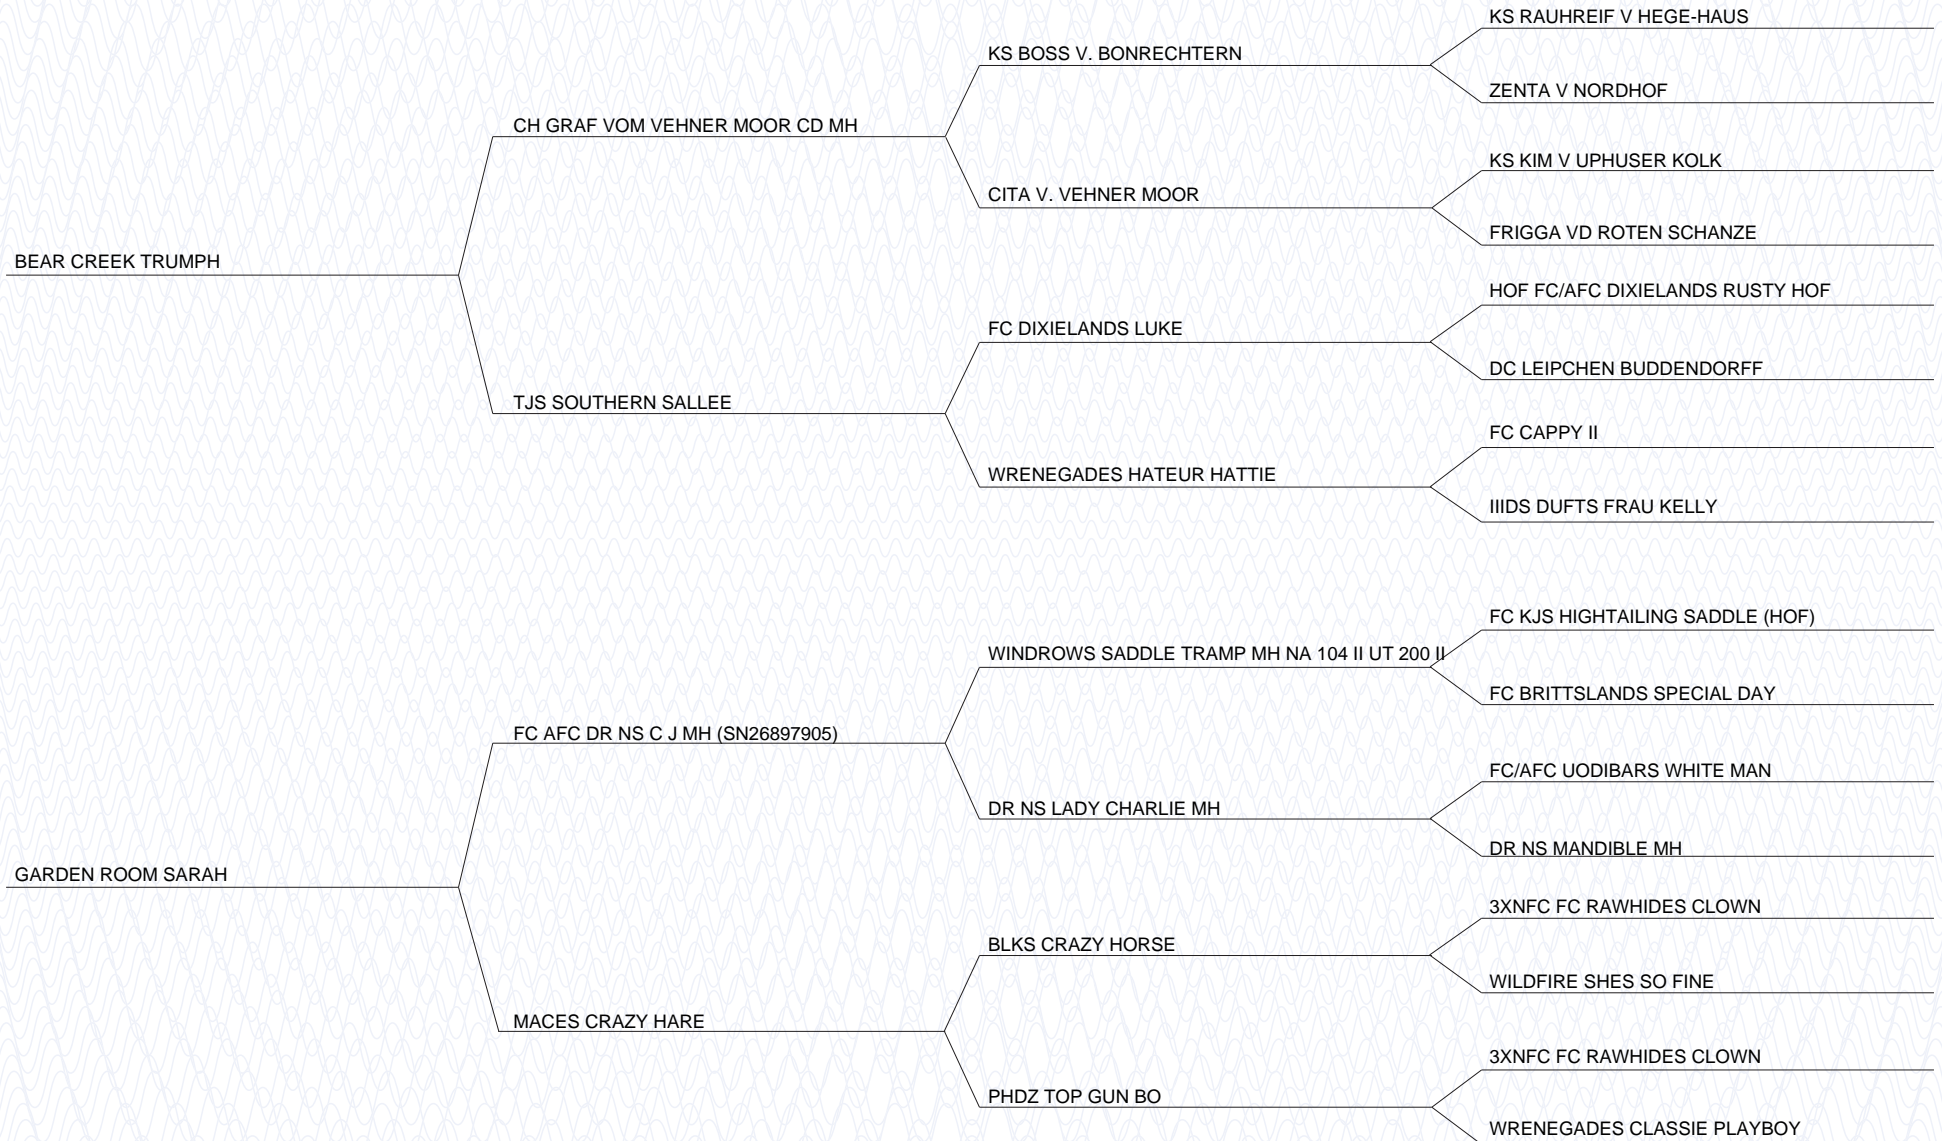 KS RAUHREIF V HEGE-HAUS
KS BOSS V. BONRECHTERN
ZENTA V NORDHOF
CH GRAF VOM VEHNER MOOR CD MH
KS KIM V UPHUSER KOLK
CITA V. VEHNER MOOR
FRIGGA VD ROTEN SCHANZE
BEAR CREEK TRUMPH
HOF FC/AFC DIXIELANDS RUSTY HOF
FC DIXIELANDS LUKE
DC LEIPCHEN BUDDENDORFF
TJS SOUTHERN SALLEE
FC CAPPY II
WRENEGADES HATEUR HATTIE
IIIDS DUFTS FRAU KELLY
FC KJS HIGHTAILING SADDLE (HOF)
WINDROWS SADDLE TRAMP MH NA 104 II UT 200 II
FC BRITTSLANDS SPECIAL DAY
FC AFC DR NS C J MH (SN26897905)
FC/AFC UODIBARS WHITE MAN
DR NS LADY CHARLIE MH
DR NS MANDIBLE MH
GARDEN ROOM SARAH
3XNFC FC RAWHIDES CLOWN
BLKS CRAZY HORSE
WILDFIRE SHES SO FINE
MACES CRAZY HARE
3XNFC FC RAWHIDES CLOWN
PHDZ TOP GUN BO
WRENEGADES CLASSIE PLAYBOY